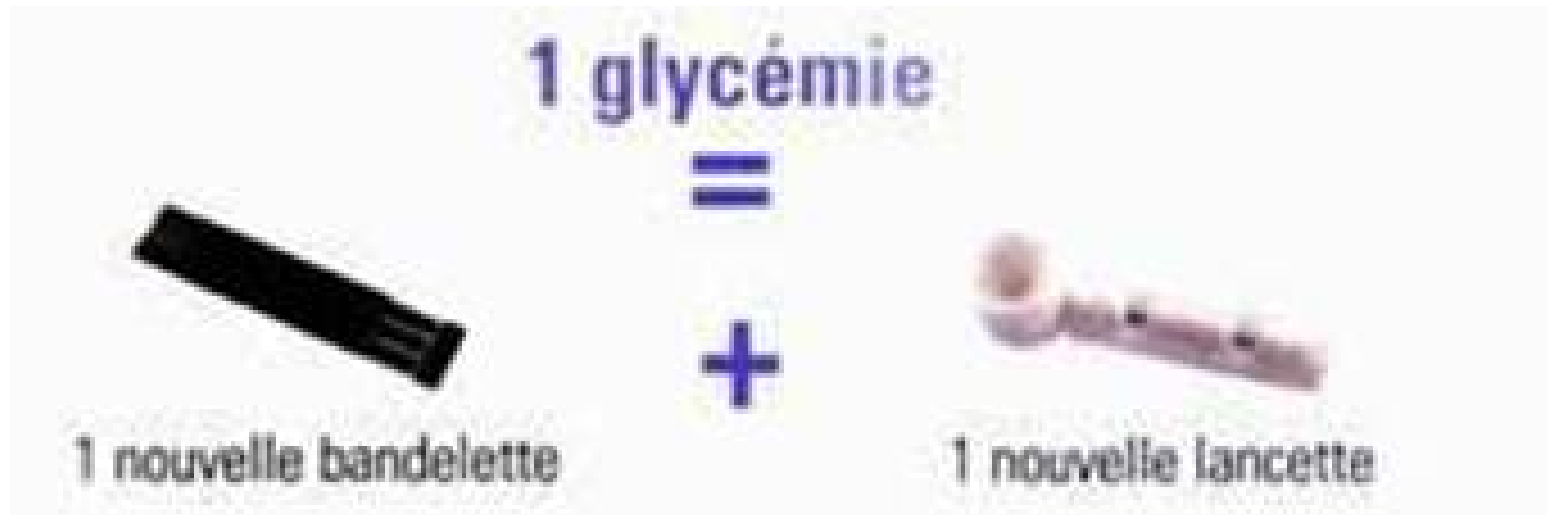 1 glycémie
=
+
1 nouvelle bandelette
1 nouvelle lancette